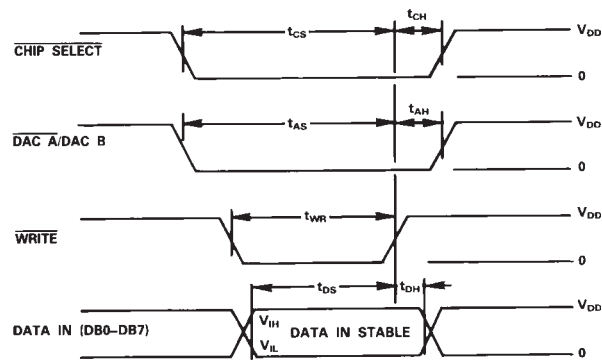 tCS
tCH
VDD
CHIP SELECT
0
tAS
tAH
VDD
DAC A/DAC B
0
tWR
VDD
WRITE
0
tDS
tDH
VDD
DATA IN (DB0–DB7)
VIH
VIL
DATA IN STABLE
0